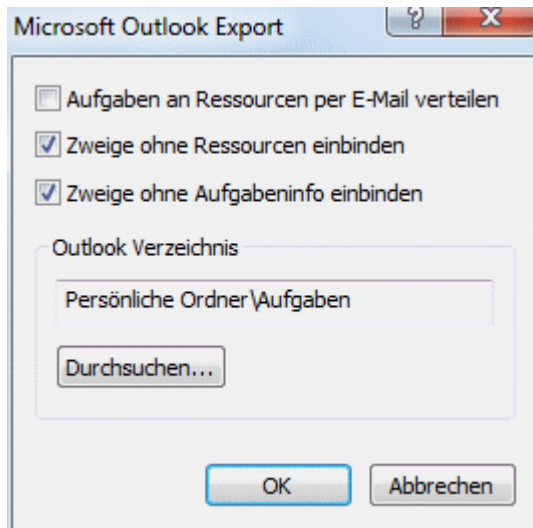 Microsoft Outlook Export
?
Aufgaben an Ressourcen per E-Mail verteilen
Zweige ohne Ressourcen einbinden
Zweige ohne Aufgabeninfo einbinden
Outlook Verzeichnis
Persönliche Ordner\Aufgaben
Durchsuchen...
OK Abbrechen